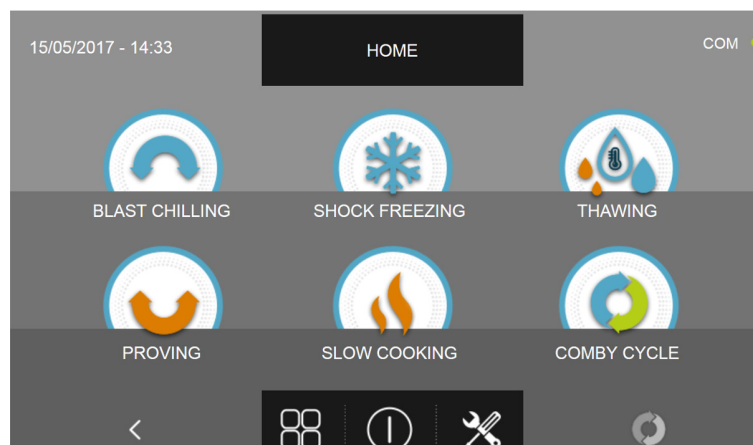 15/05/2017 - 14:33
HOME
COM
BLAST CHILLING
SHOCK FREEZING
THAWING
PROVING
SLOW COOKING
COMBY CYCLE